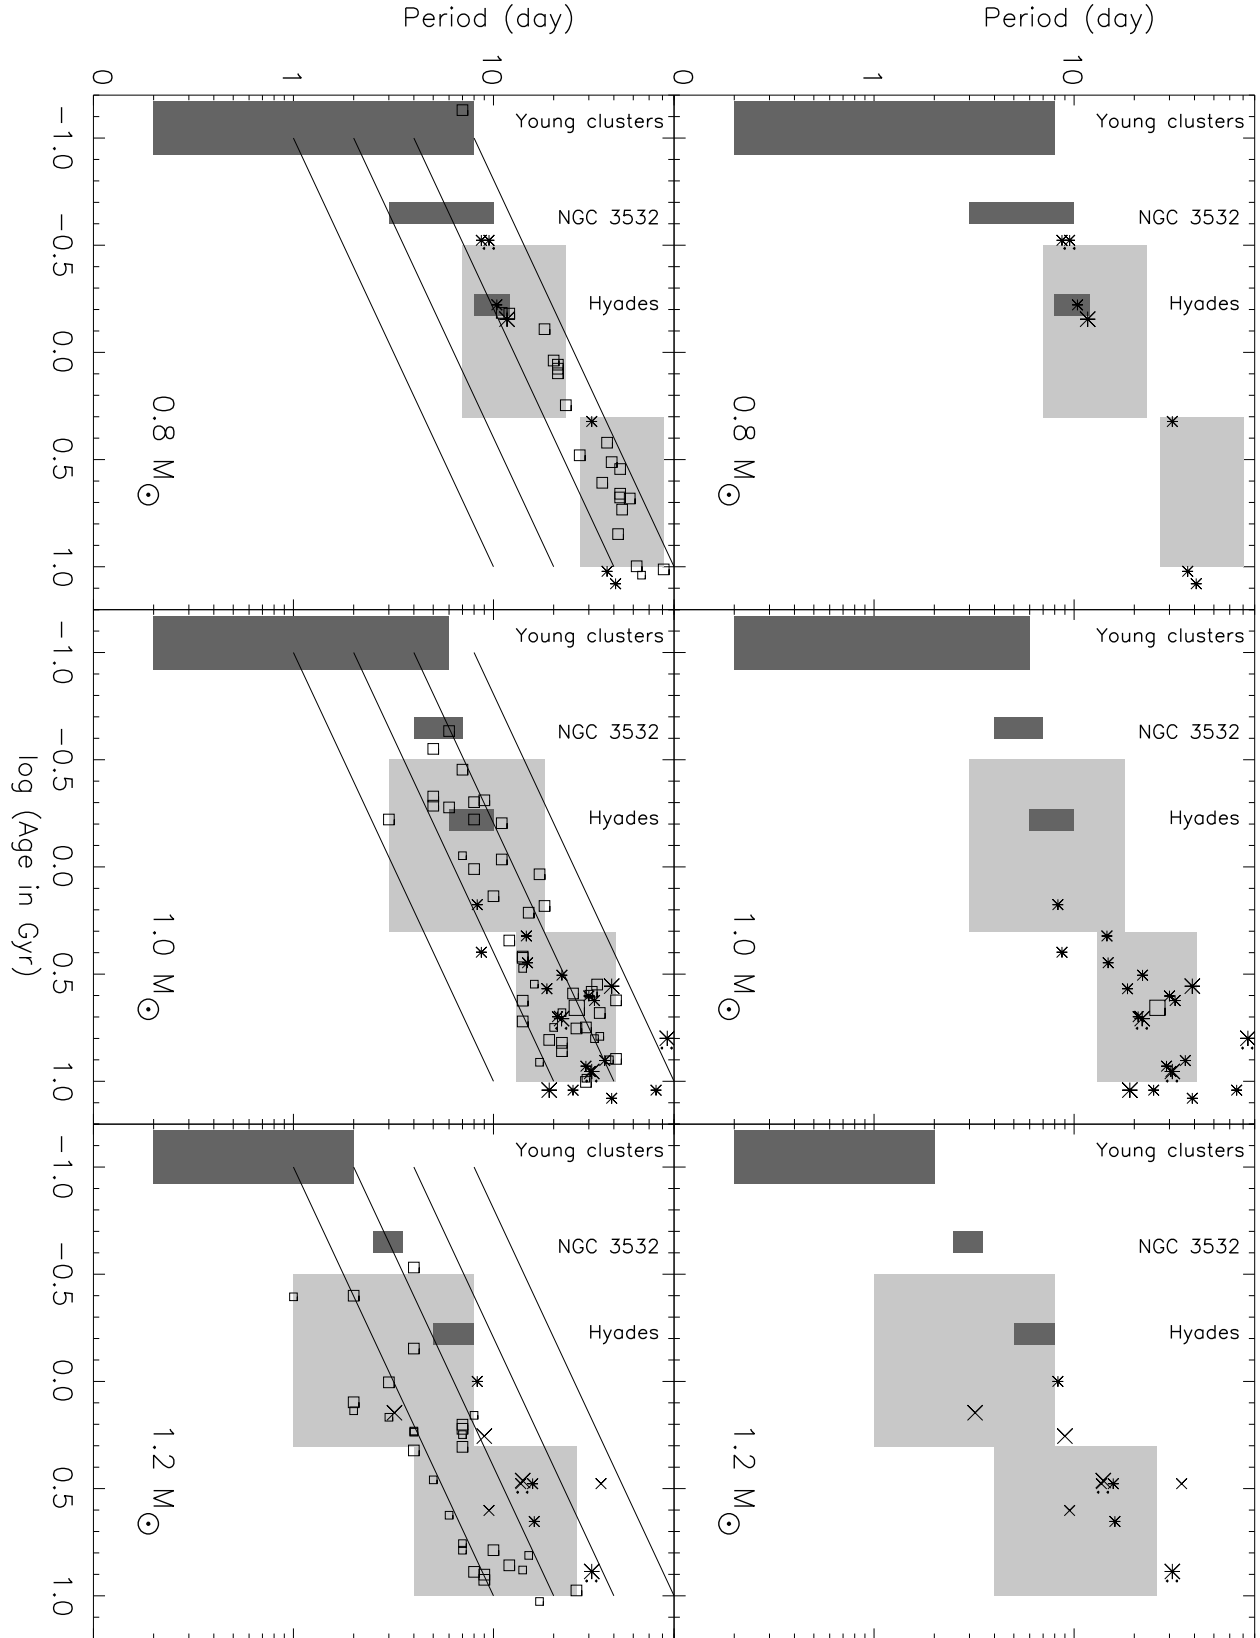 Period (day)
Period (day)
0
1
10
0
1
10
Young clusters
NGC 3532
Hyades
−1.0
−0.5
0.0
0.5
1.0
0.8 M⊙
Young clusters
NGC 3532
Hyades
0.8 M⊙
Young clusters
NGC 3532
Hyades
−1.0
−0.5
0.0
0.5
1.0
log (Age in Gyr)
1.0 M⊙
Young clusters
NGC 3532
Hyades
1.0 M⊙
Young clusters
NGC 3532
Hyades
−1.0
−0.5
0.0
0.5
1.0
1.2 M⊙
Young clusters
NGC 3532
Hyades
1.2 M⊙